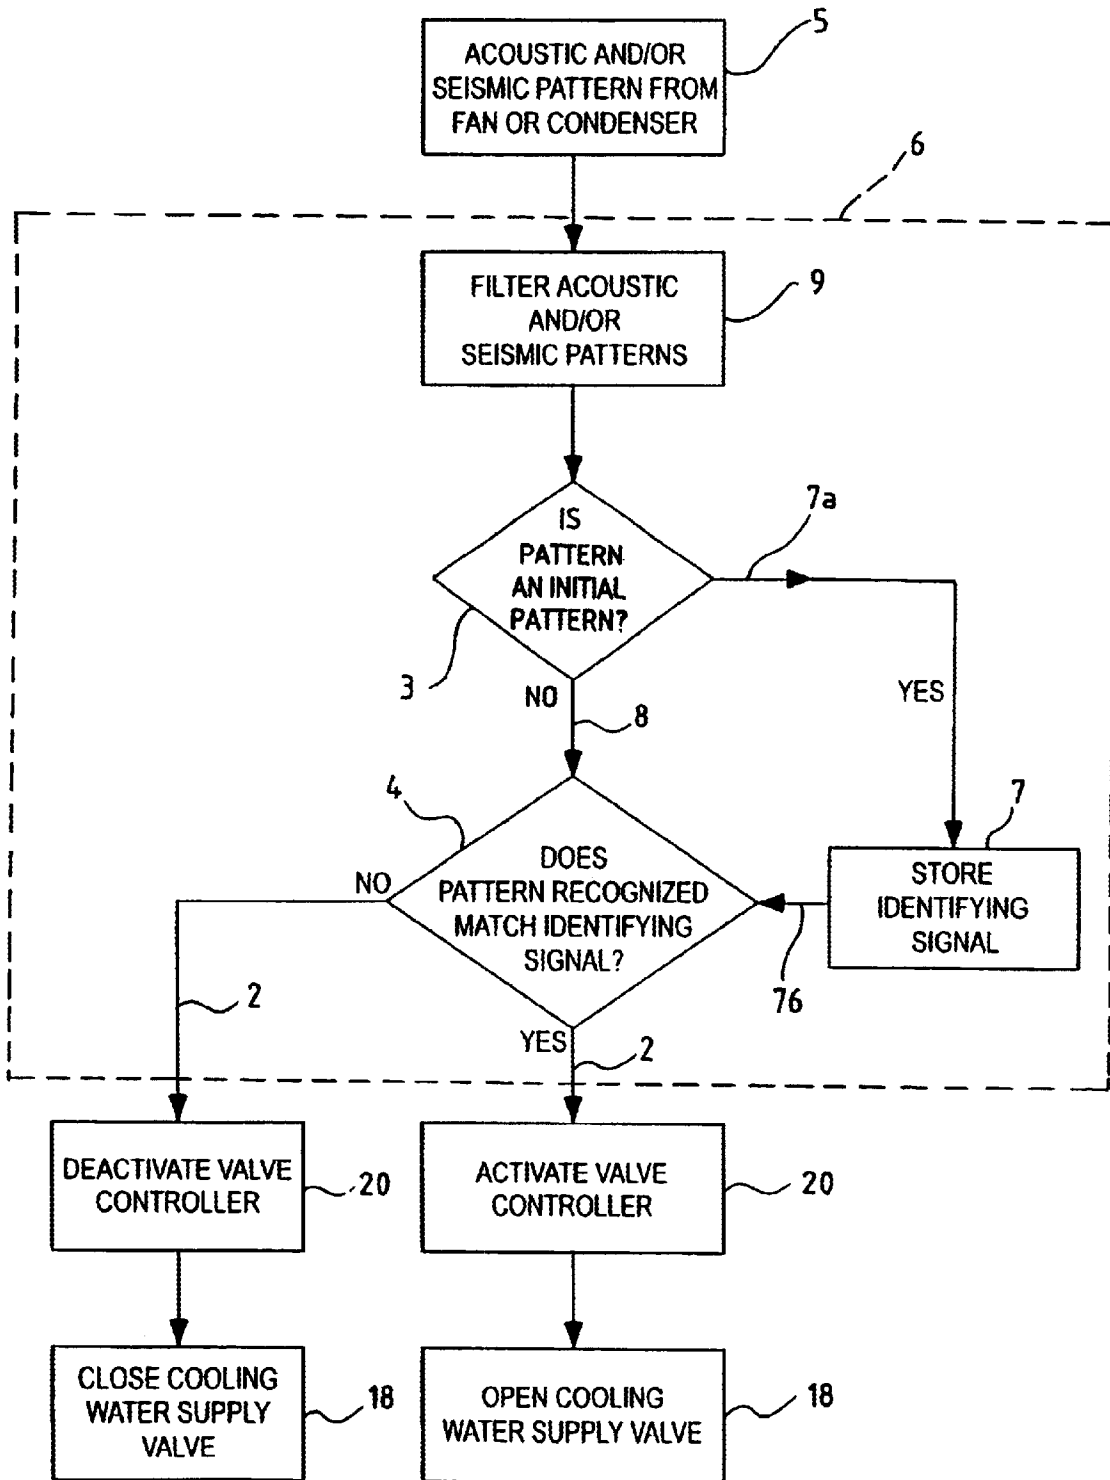 5
ACOUSTIC AND/OR
SEISMIC PATTERN FROM
FAN OR CONDENSER
6
FILTER ACOUSTIC
AND/OR
SEISMIC PATTERNS
9
IS
PATTERN
AN INITIAL
PATTERN?
7a
3
NO
8
YES
4
7
NO
DOES
PATTERN RECOGNIZED
MATCH IDENTIFYING
SIGNAL?
STORE
IDENTIFYING
SIGNAL
76
2
YES
2
DEACTIVATE VALVE
CONTROLLER
20
ACTIVATE VALVE
CONTROLLER
20
CLOSE COOLING
WATER SUPPLY
VALVE
18
OPEN COOLING
WATER SUPPLY VALVE
18